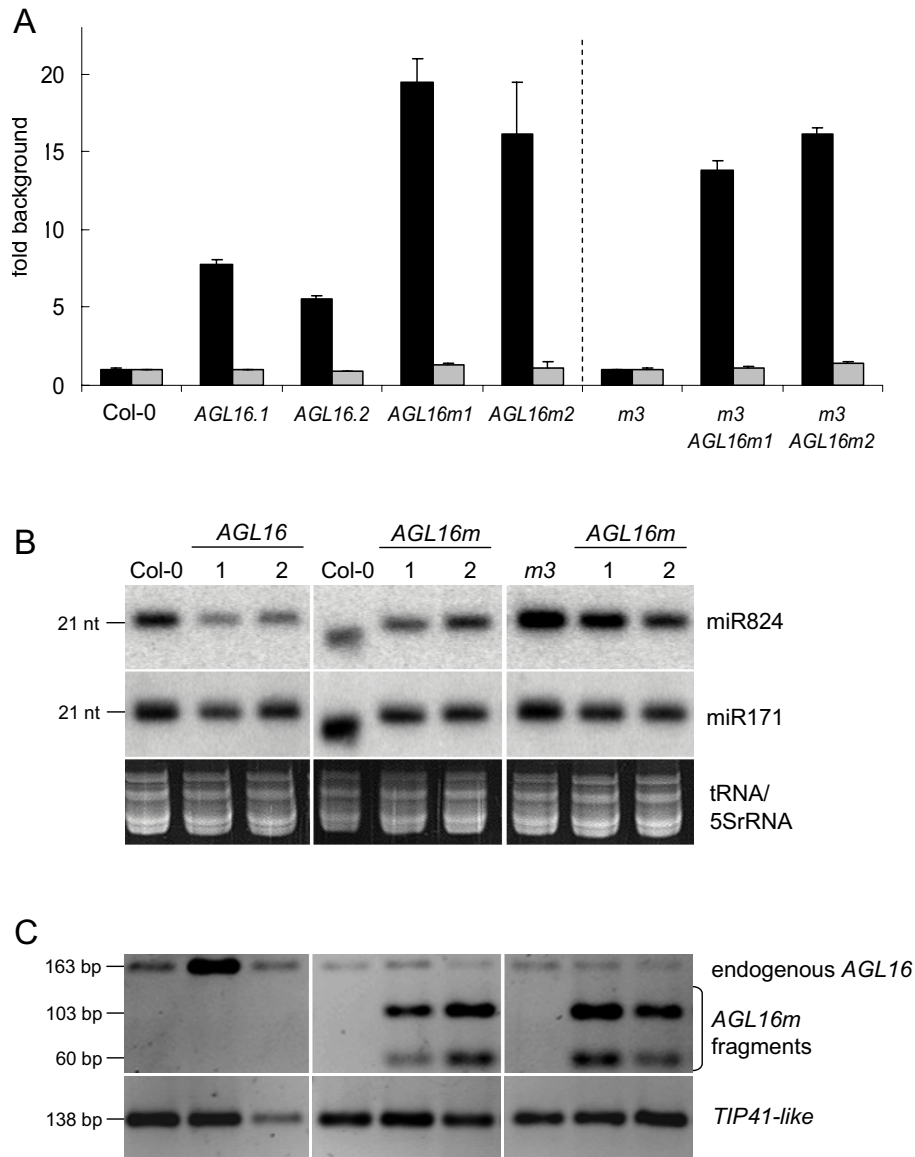 A
fold background
20
15
10
5
0
Col-0 AGL16.1 AGL16.2 AGL16m1 AGL16m2 m3 m3 m3
AGL16m1 AGL16m2
B
AGL16 AGL16m AGL16m
Col-0 1 2 Col-0 1 2 m3 1 2
21 nt miR824
21 nt miR171
tRNA/
5SrRNA
C
163 bp endogenous AGL16
103 bp AGL16m
60 bp fragments
138 bp TIP41-like